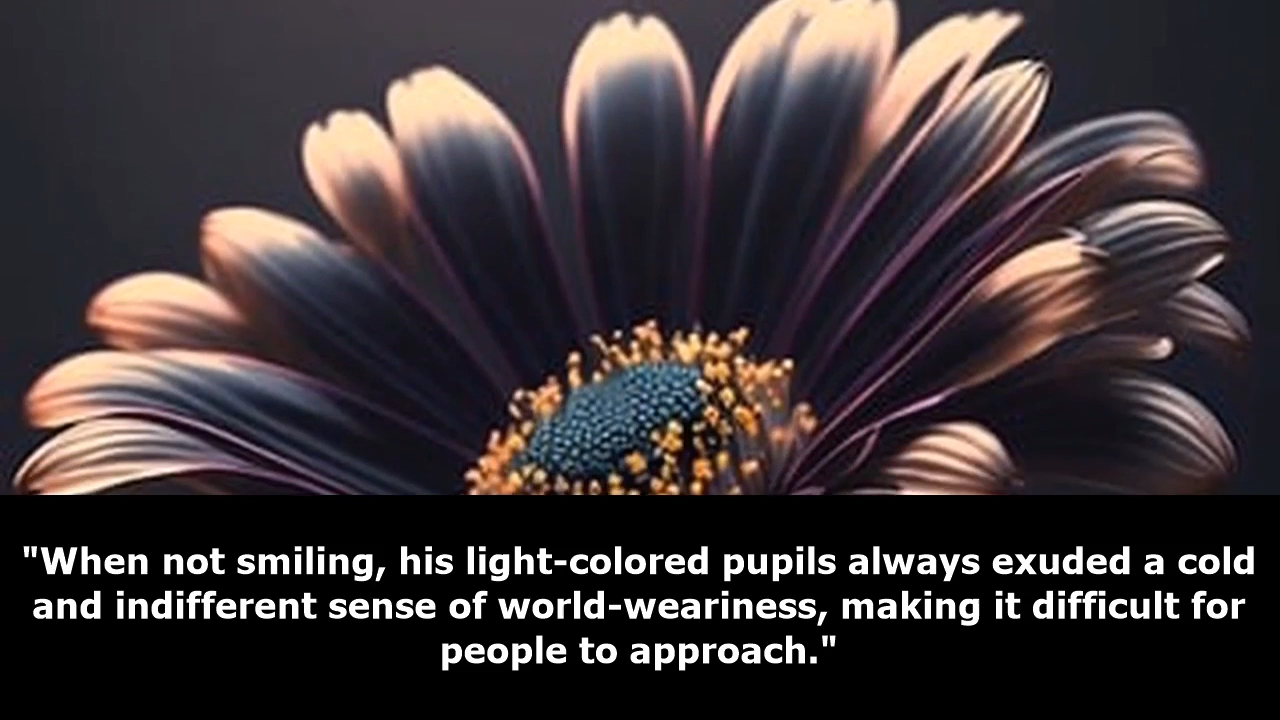 "When not smiling, his light-colored pupils always exuded a cold
and indifferent sense of world-weariness, making it difficult for
people to approach."